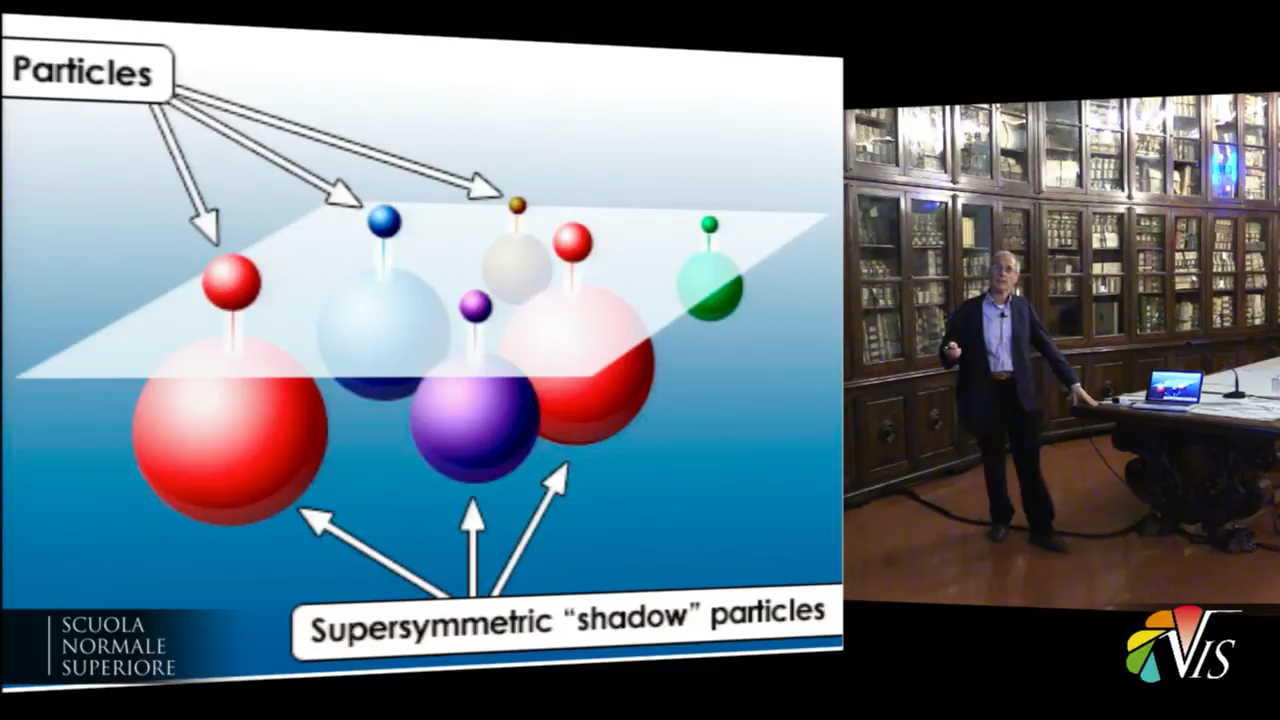 Particles
Supersymmetric “shadow” particles
SCUOLA
NORMALE
SUPERIORE
VIS